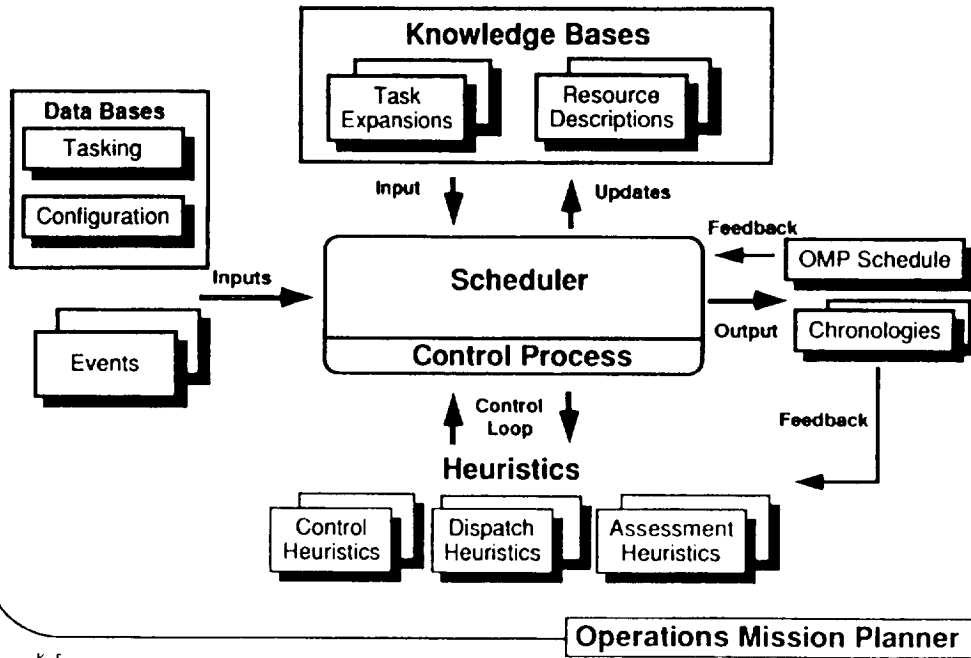 Knowledge Bases
Task
Expansions
Resource
Descriptions
Data Bases
Tasking
Configuration
Input
Updates
Feedback
OMP Schedule
Inputs
Scheduler
Output
Chronologies
Events
Control Process
Control
Loop
Feedback
Heuristics
Control
Heuristics
Dispatch
Heuristics
Assessment
Heuristics
Operations Mission Planner